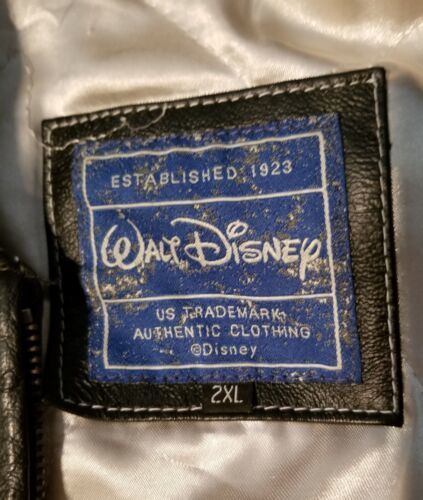 ESTABLISHED 1923
WALT DISNEY
US TRADEMARK
AUTHENTIC CLOTHING
©Disney
2XL